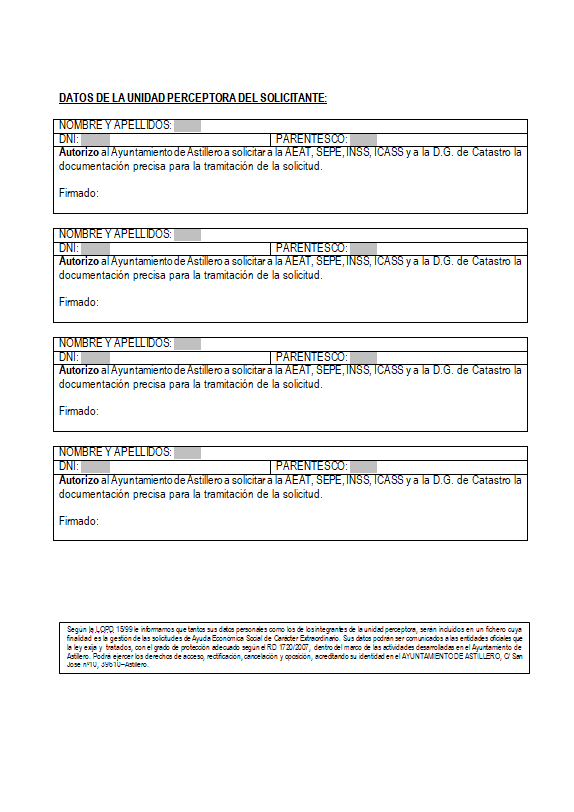 DATOS DE LA UNIDAD PERCEPTORA DEL SOLICITANTE:
NOMBRE Y APELLIDOS:
DNI: PARENTESCO:
Autorizo al Ayuntamiento de Astillero a solicitar a la AEAT, SEPE, INSS, ICASS y a la D.G. de Catastro la
documentación precisa para la tramitación de la solicitud.
Firmado:
NOMBRE Y APELLIDOS:
DNI: PARENTESCO:
Autorizo al Ayuntamiento de Astillero a solicitar a la AEAT, SEPE, INSS, ICASS y a la D.G. de Catastro la
documentación precisa para la tramitación de la solicitud.
Firmado:
NOMBRE Y APELLIDOS:
DNI: PARENTESCO:
Autorizo al Ayuntamiento de Astillero a solicitar a la AEAT, SEPE, INSS, ICASS y a la D.G. de Catastro la
documentación precisa para la tramitación de la solicitud.
Firmado:
NOMBRE Y APELLIDOS:
DNI: PARENTESCO:
Autorizo al Ayuntamiento de Astillero a solicitar a la AEAT, SEPE, INSS, ICASS y a la D.G. de Catastro la
documentación precisa para la tramitación de la solicitud.
Firmado:
Según la LOPD 15/99 le informamos que tantos sus datos personales como los de los integrantes de la unidad perceptora, serán incluidos en un fichero cuya
finalidad es la gestión de las solicitudes de Ayuda Económica Social de Carácter Extraordinario. Sus datos podrán ser comunicados a las entidades oficiales que
la ley exija y tratados, con el grado de protección adecuado según el RD 1720/2007, dentro del marco de las actividades desarrolladas en el Ayuntamiento de
Astillero. Podrá ejercer los derechos de acceso, rectificación, cancelación y oposición, acreditando su identidad en el AYUNTAMIENTO DE ASTILLERO, C/ San
José nº10, 39610–Astillero.